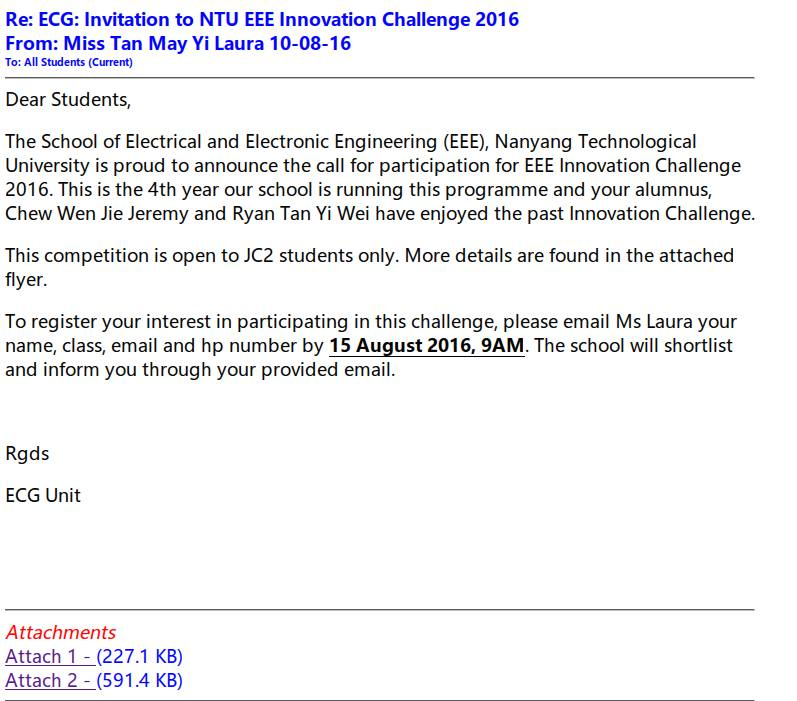 Re: ECG: Invitation to NTU EEE Innovation Challenge 2016
From: Miss Tan May Yi Laura 10-08-16
To: All Students (Current)
Dear Students,
The School of Electrical and Electronic Engineering (EEE), Nanyang Technological
University is proud to announce the call for participation for EEE Innovation Challenge
2016. This is the 4th year our school is running this programme and your alumnus,
Chew Wen Jie Jeremy and Ryan Tan Yi Wei have enjoyed the past Innovation Challenge.
This competition is open to JC2 students only. More details are found in the attached
flyer.
To register your interest in participating in this challenge, please email Ms Laura your
name, class, email and hp number by 15 August 2016, 9AM. The school will shortlist
and inform you through your provided email.
Rgds
ECG Unit
Attachments
Attach 1 - (227.1 KB)
Attach 2 - (591.4 KB)